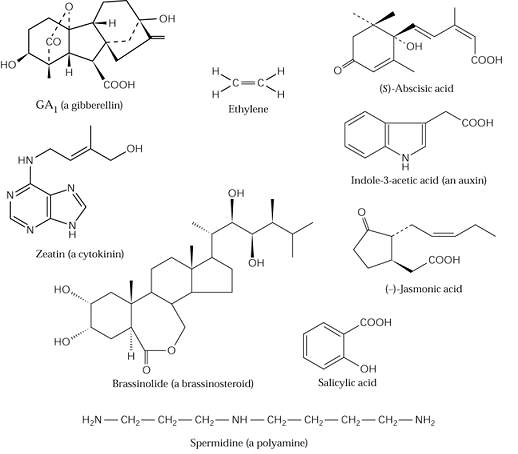 O
OH
CO
HO
H
H
COOH
GA1 (a gibberellin)
H H
C=C
H H
Ethylene
OH
O
COOH
(S)-Abscisic acid
HN
OH
N
N
N
N
H
Zeatin (a cytokinin)
COOH
N
H
Indole-3-acetic acid (an auxin)
OH
OH
HO
HO
H
O
O
Brassinolide (a brassinosteroid)
O
COOH
(–)-Jasmonic acid
COOH
OH
Salicylic acid
H2N—CH2—CH2—CH2—NH—CH2—CH2—CH2—CH2—NH2
Spermidine (a polyamine)